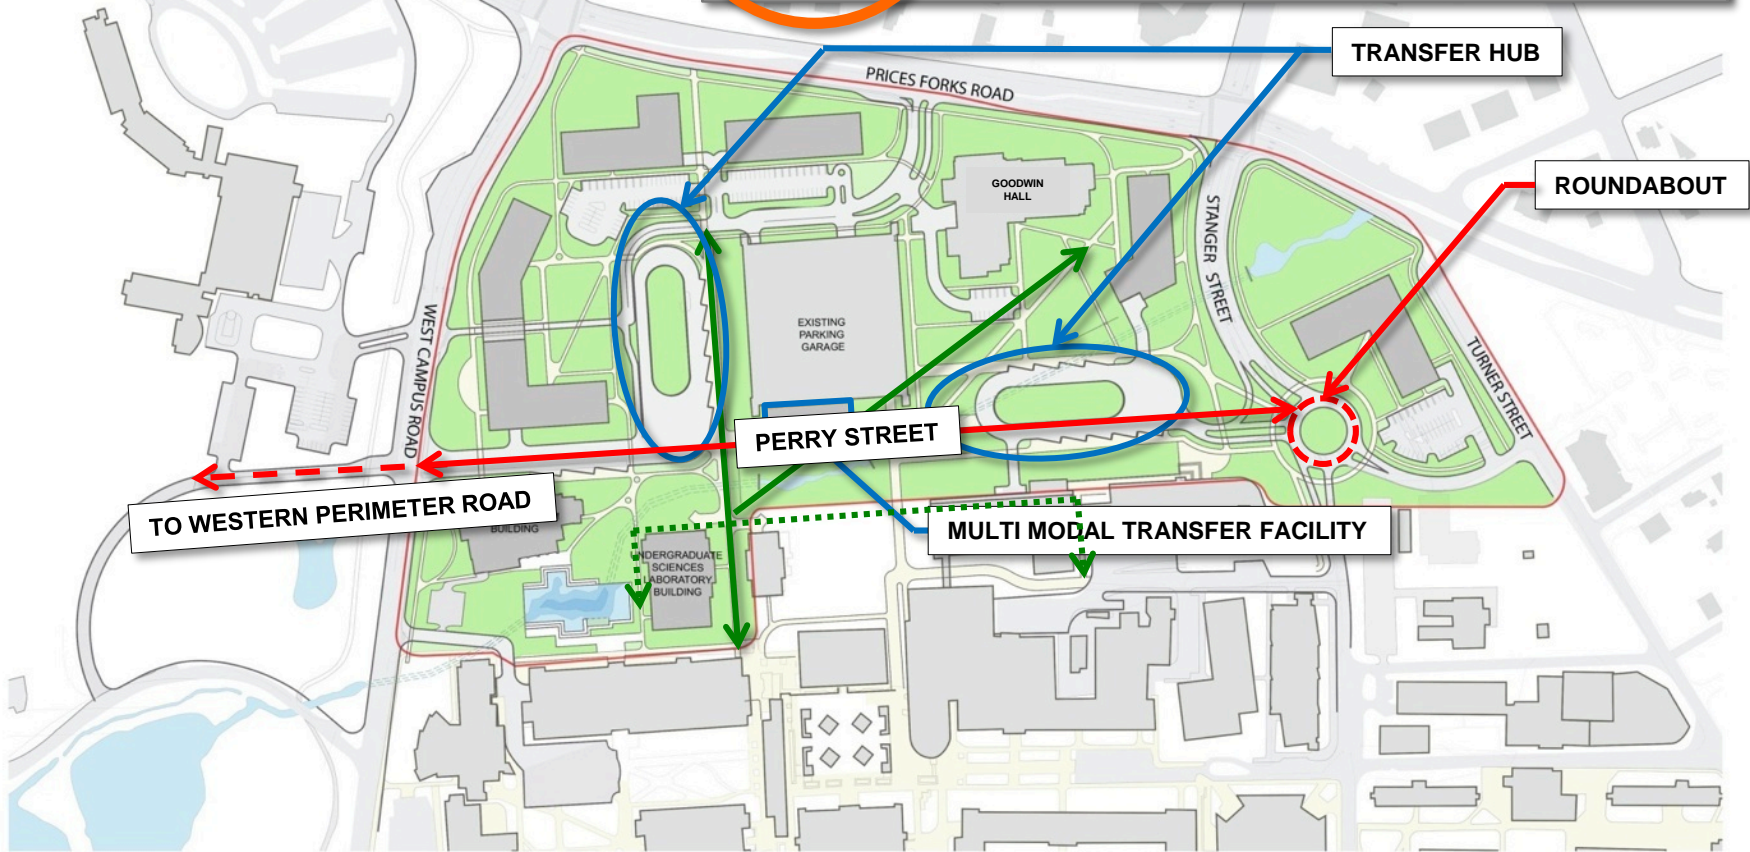 TRANSFER HUB
PRICES FORKS ROAD
ROUNDABOUT
GOODWIN
HALL
STANGER STREET
WEST CAMPUS ROAD
EXISTING
PARKING
GARAGE
TURNER STREET
PERRY STREET
TO WESTERN PERIMETER ROAD
BUILDING
MULTI MODAL TRANSFER FACILITY
UNDERGRADUATE
SCIENCES
LABORATORY
BUILDING